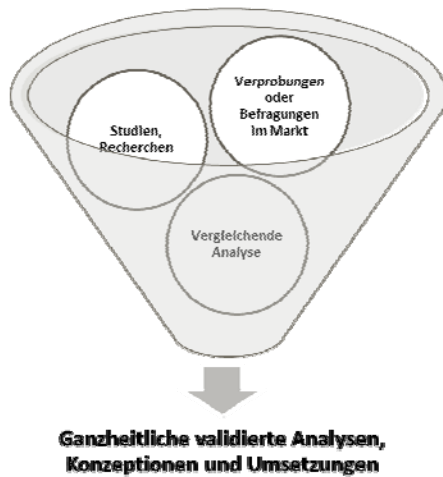 Verprobungen
oder
Befragungen
im Markt
Studien,
Recherchen
Vergleichende
Analyse
Ganzheitliche validierte Analysen,
Konzeptionen und Umsetzungen